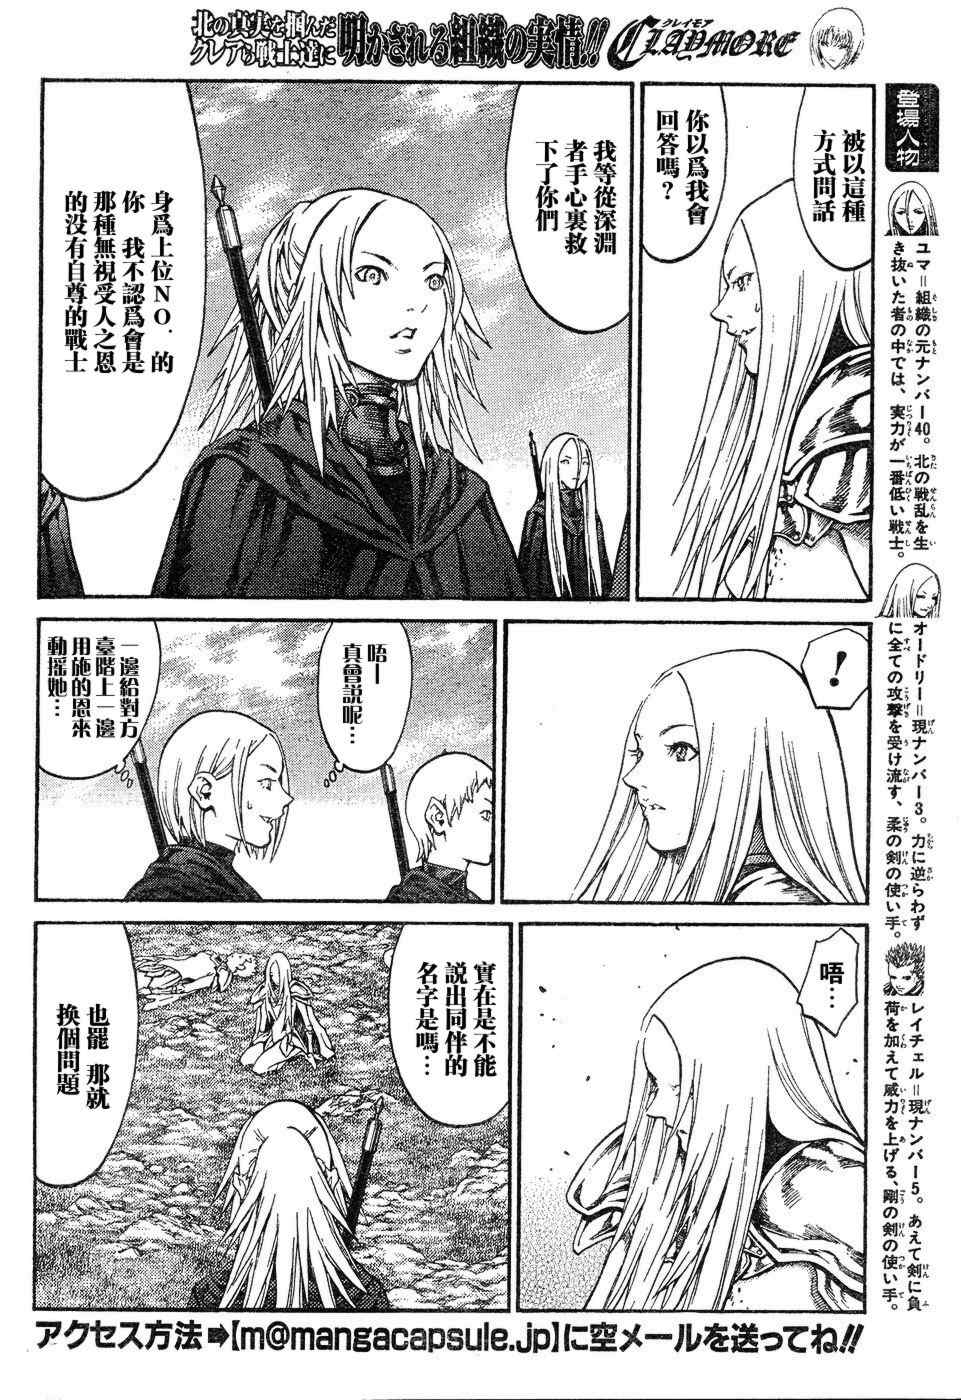 北の真実を掴んだ
クレアら戦士達に
明かされる組織の実情!!
クレイモア
CLAYMORE
登場人物
ユマ=組織の元ナンバー40。北の戦乱を生
き抜いた者の中では、実力が一番低い戦士。
オードリー=現ナンバー3。力に逆らわず
に全ての攻撃を受け流す、柔の剣の使い手。
レイチェル=現ナンバー5。あえて剣に負
荷を加えて威力を上げる、剛の剣の使い手。
被以這種
方式問話
你以爲我會
回答嗎?
我等從深淵
者手心裏救
下了你們
身爲上位NO.的
你 我不認爲會是
那種無視受人之恩
的没有自尊的戰士
!
唔—
真會説呢…
一邊給對方
臺階上一邊
用施的恩來
動摇她…
唔…
實在是不能
説出同伴的
名字是嗎…
也罷 那就
换個問題
アクセス方法➡【m@mangacapsule.jp】に空メールを送ってね!!